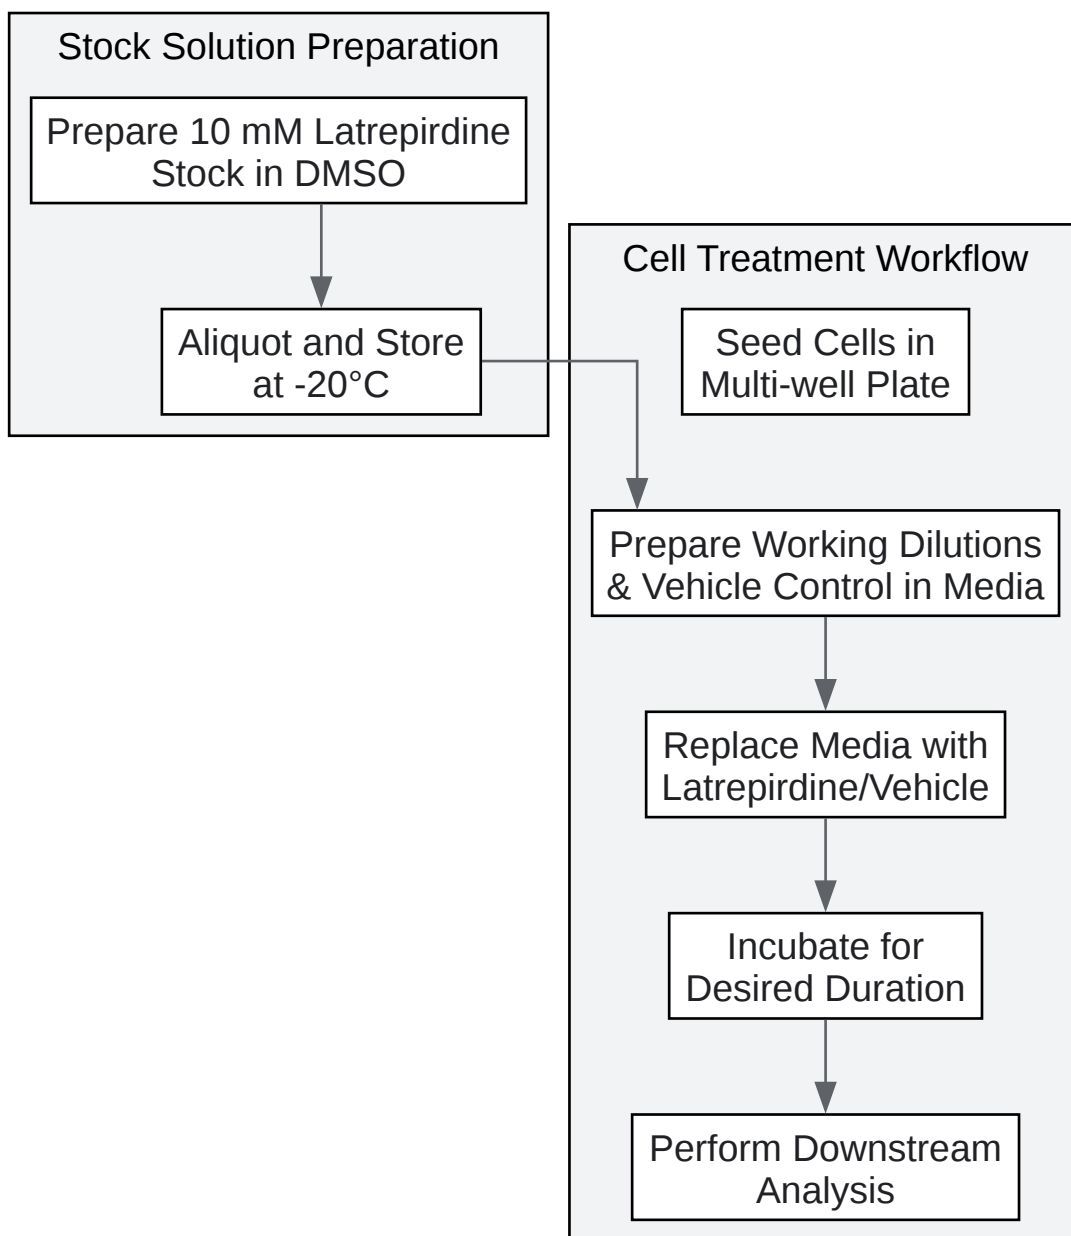 Stock Solution Preparation
Prepare 10 mM Latrepirdine
Stock in DMSO
Aliquot and Store
at -20°C
Cell Treatment Workflow
Seed Cells in
Multi-well Plate
Prepare Working Dilutions
& Vehicle Control in Media
Replace Media with
Latrepirdine/Vehicle
Incubate for
Desired Duration
Perform Downstream
Analysis